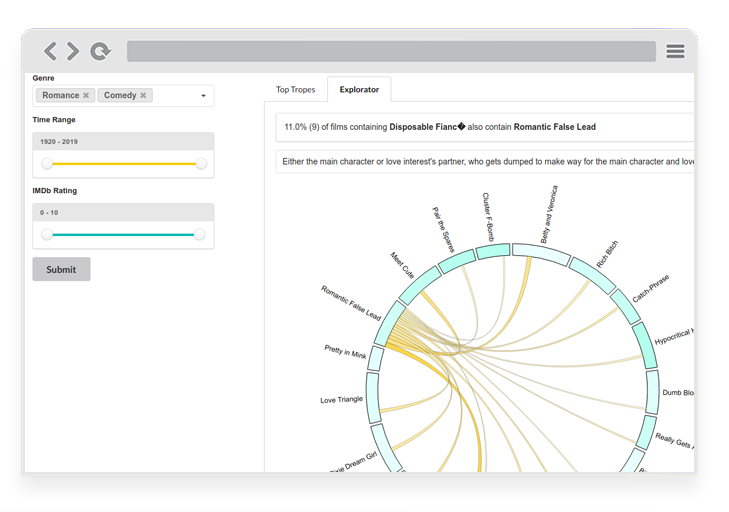 Genre
Romance ✖ Comedy ✖
Time Range
1920 - 2019
IMDb Rating
0 - 10
Submit
Top Tropes Explorator
11.0% (9) of films containing Disposable Fianc� also contain Romantic False Lead
Either the main character or love interest's partner, who gets dumped to make way for the main character and love
Cluster F-Bomb
Betty and Veronica
Pair the Spares
Rich Bitch
Meet Cute
Catch-Phrase
Romantic False Lead
Hypocritical H
Pretty in Mink
Dumb Blo
Love Triangle
Really Gets
Dream Girl